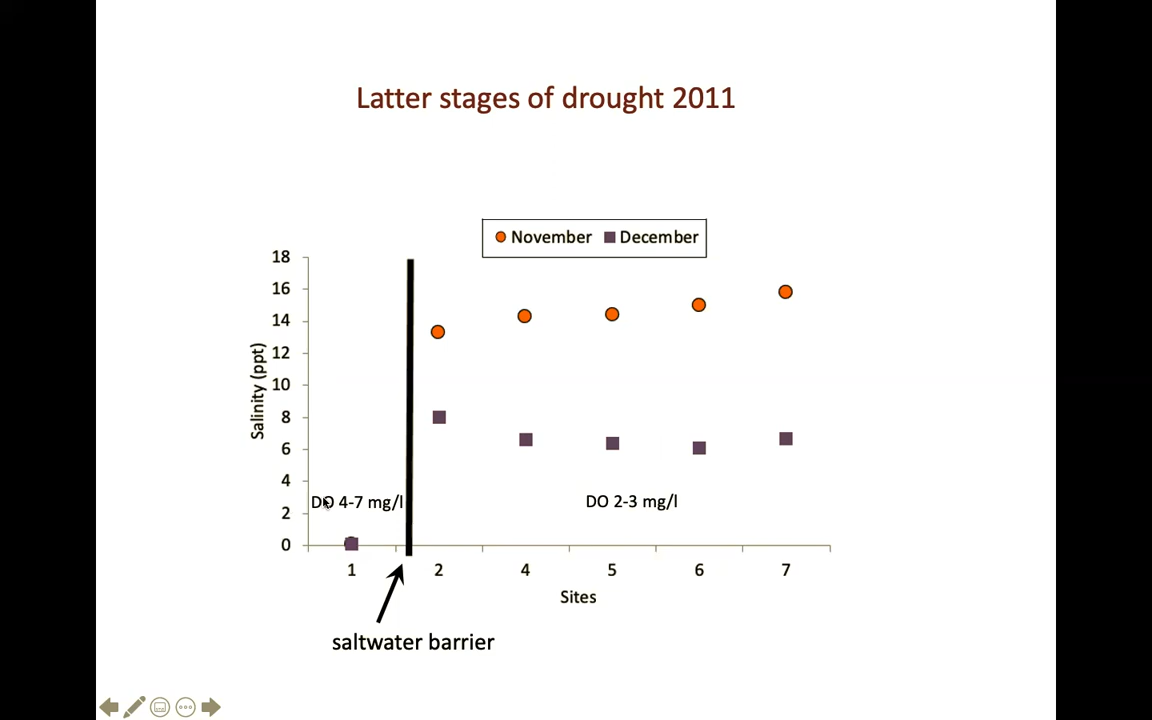 Latter stages of drought 2011
November December
18
16
14
12
10
8
6
4
2
0
Salinity (ppt)
DO 4-7 mg/l
DO 2-3 mg/l
1 2 4 5 6 7
Sites
saltwater barrier